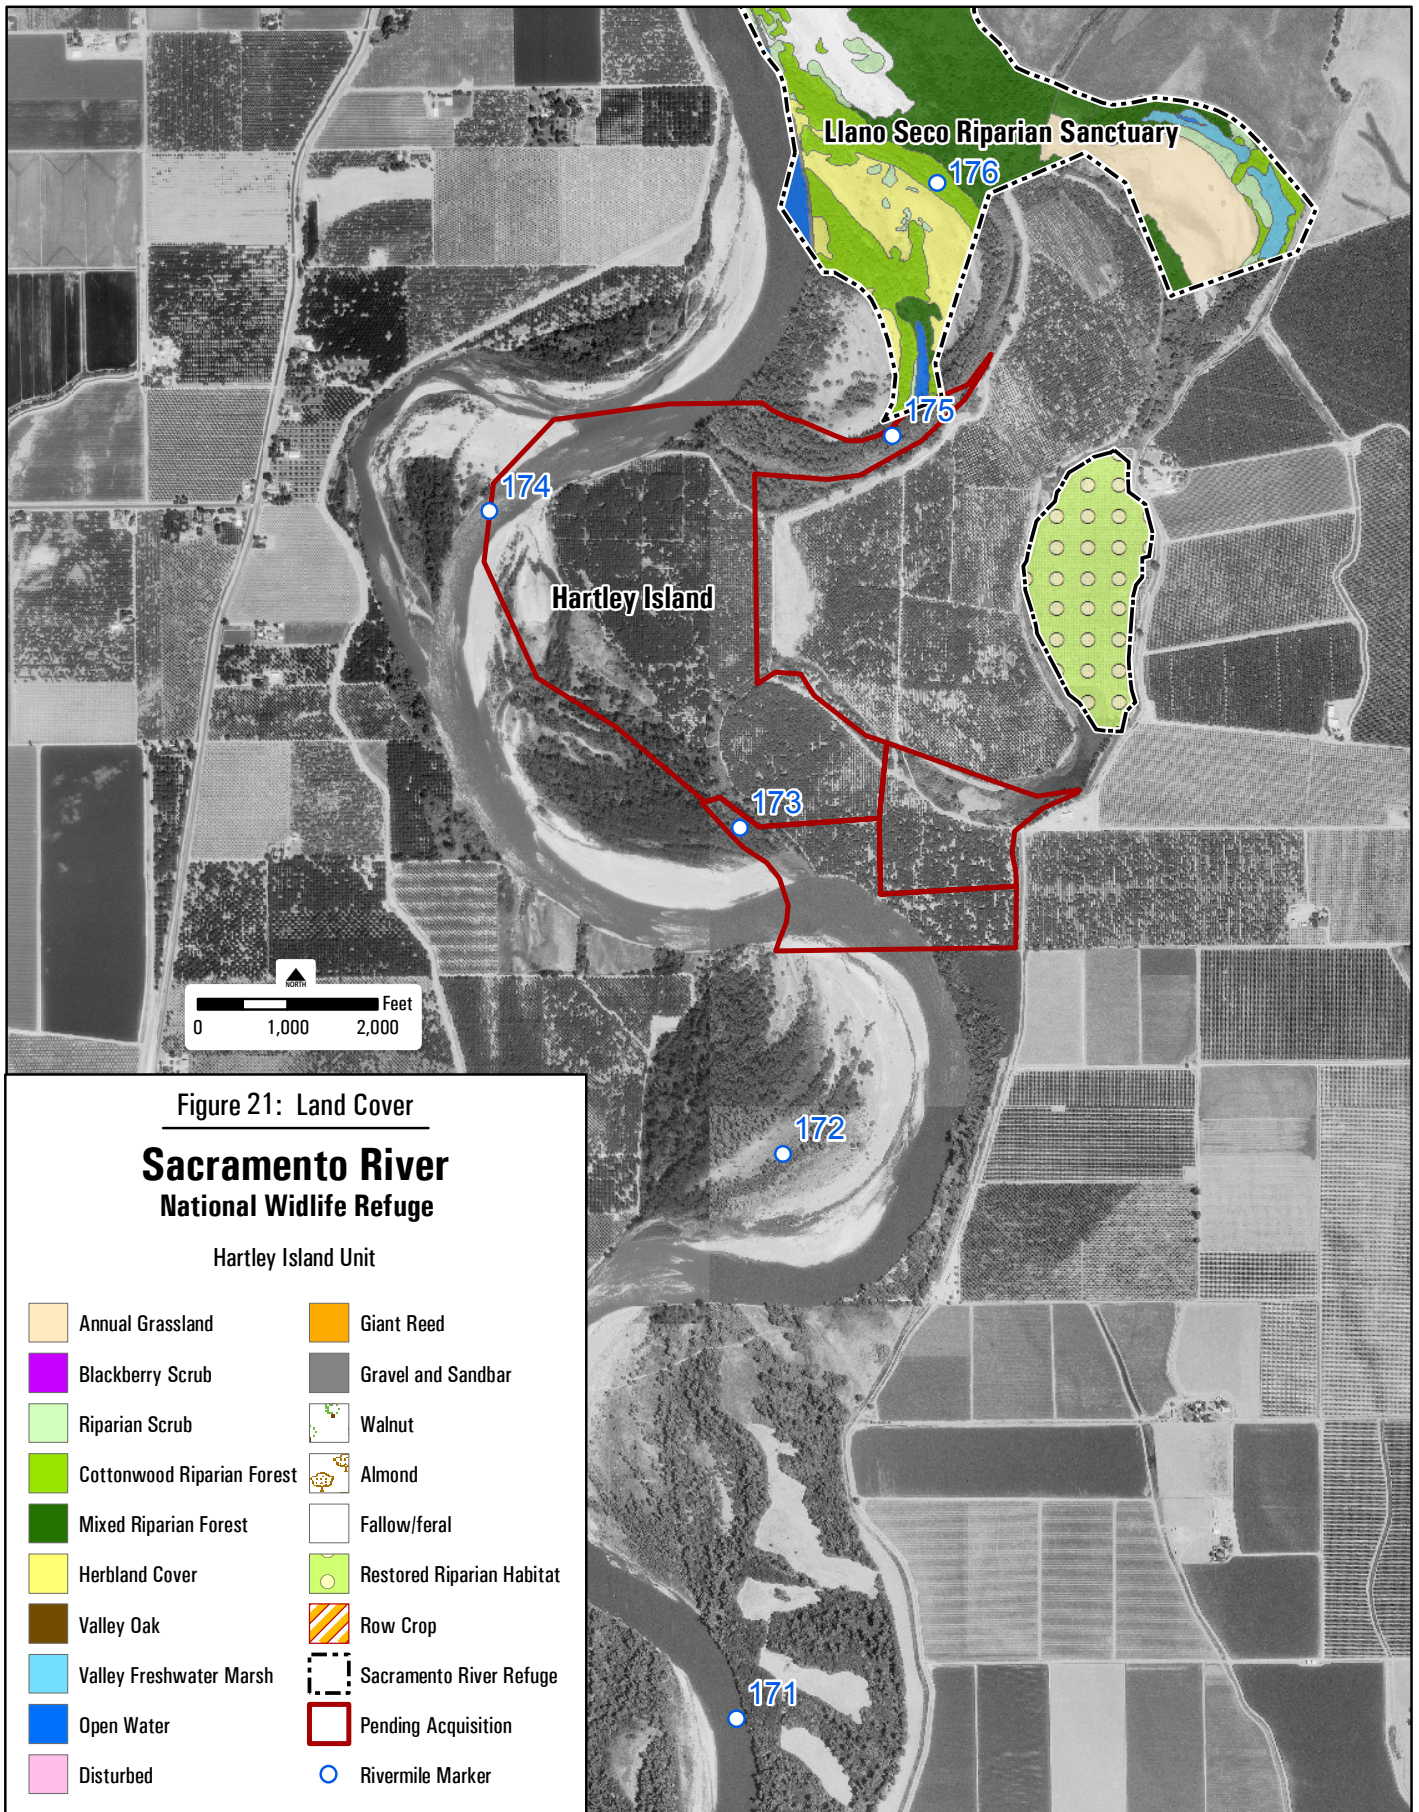 Llano Seco Riparian Sanctuary
176
175
174
Hartley Island
173
NORTH
Feet
0 1,000 2,000
172
171
Figure 21: Land Cover
Sacramento River
National Widlife Refuge
Hartley Island Unit
Annual Grassland
Blackberry Scrub
Riparian Scrub
Cottonwood Riparian Forest
Mixed Riparian Forest
Herbland Cover
Valley Oak
Valley Freshwater Marsh
Open Water
Disturbed
Giant Reed
Gravel and Sandbar
Walnut
Almond
Fallow/feral
Restored Riparian Habitat
Row Crop
Sacramento River Refuge
Pending Acquisition
Rivermile Marker